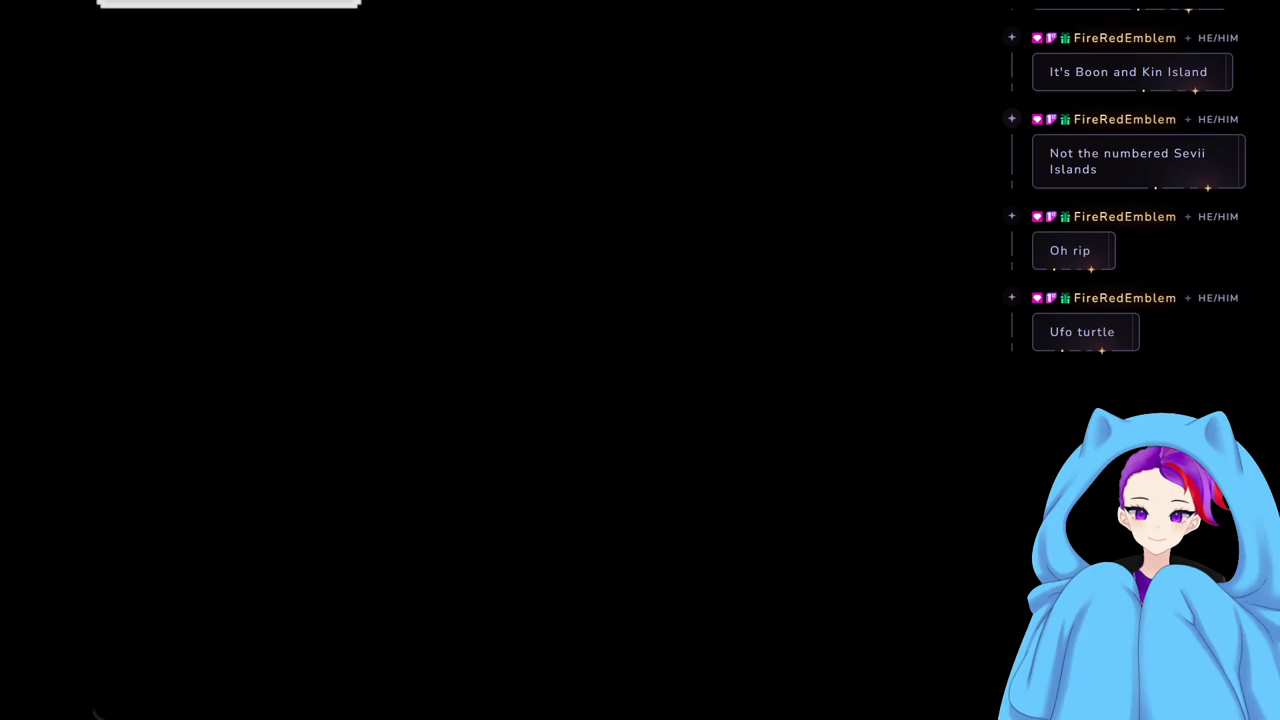 FireRedEmblem HE/HIM
It's Boon and Kin Island
FireRedEmblem HE/HIM
Not the numbered Sevii
Islands
FireRedEmblem HE/HIM
Oh rip
FireRedEmblem HE/HIM
Ufo turtle